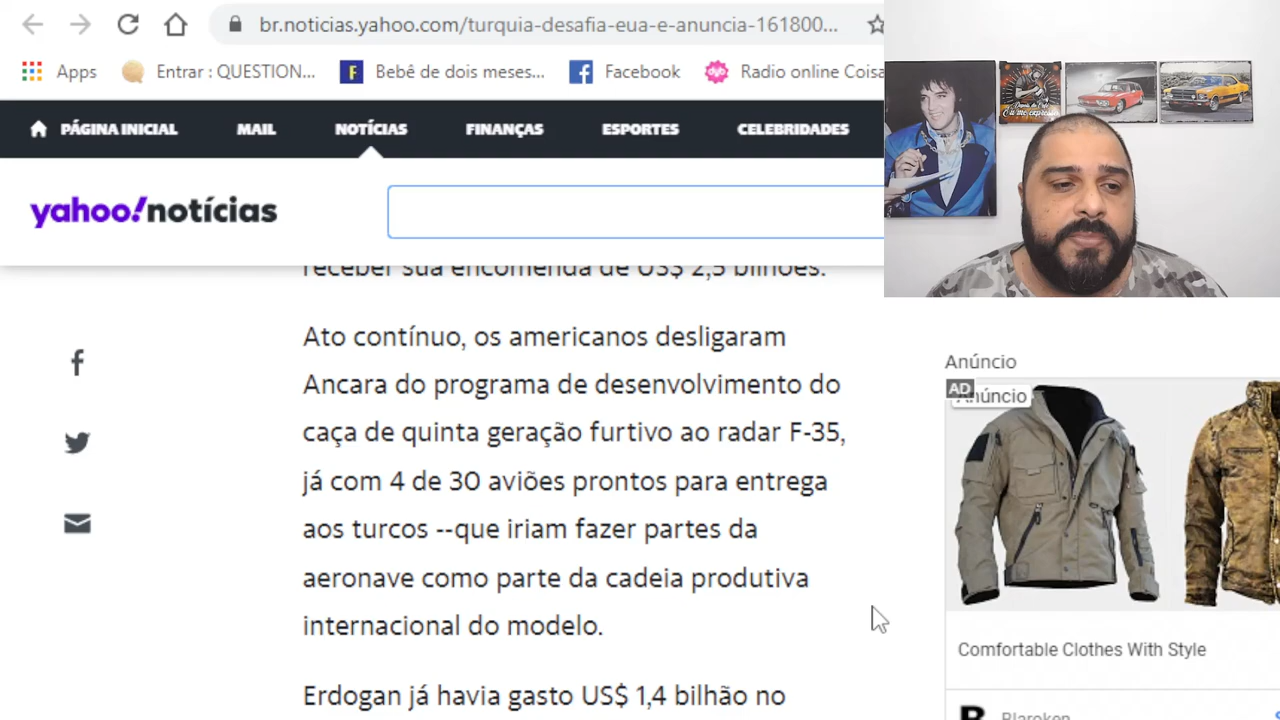 br.noticias.yahoo.com/turquia-desafia-eua-e-anuncia-161800...
Apps
Entrar : QUESTION...
F
Bebê de dois meses...
Facebook
Radio online Coisa
PÁGINA INICIAL
MAIL
NOTÍCIAS
FINANÇAS
ESPORTES
CELEBRIDADES
yahoo!notícias
receber sua encomenda de US$ 2,5 bilhões.
Ato contínuo, os americanos desligaram
Ancara do programa de desenvolvimento do
caça de quinta geração furtivo ao radar F-35,
já com 4 de 30 aviões prontos para entrega
aos turcos --que iriam fazer partes da
aeronave como parte da cadeia produtiva
internacional do modelo.
Erdogan já havia gasto US$ 1,4 bilhão no
Anúncio
AD
Anúncio
Comfortable Clothes With Style
B
Blaroken